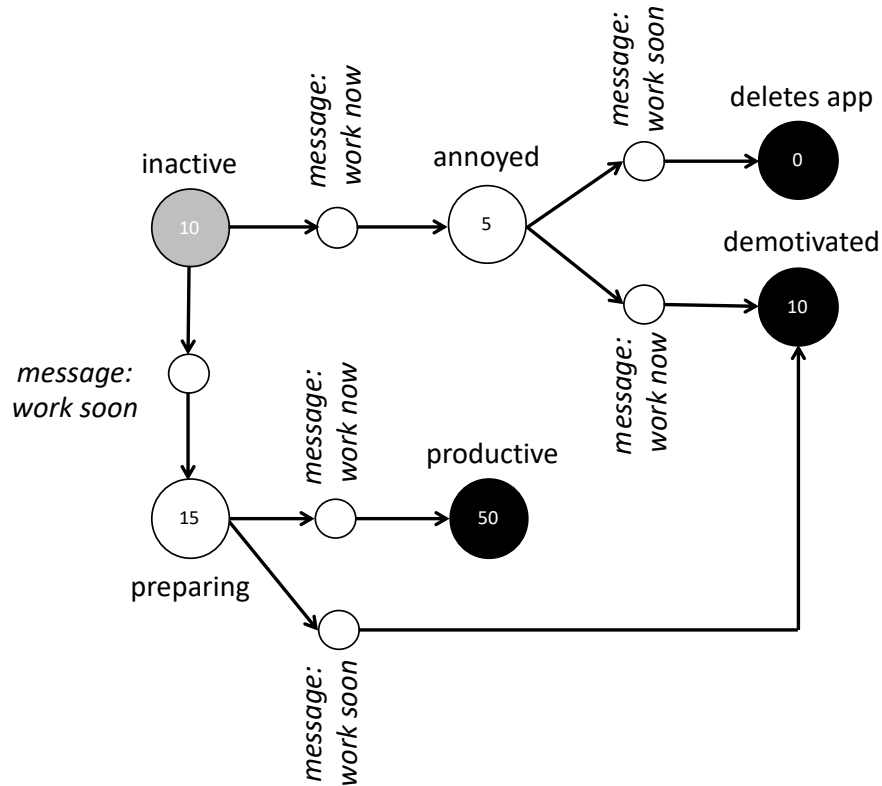 message:
work now
message:
work soon
deletes app
0
inactive
10
annoyed
5
demotivated
10
message:
work now
message:
work soon
message:
work now
productive
50
15
preparing
message:
work soon